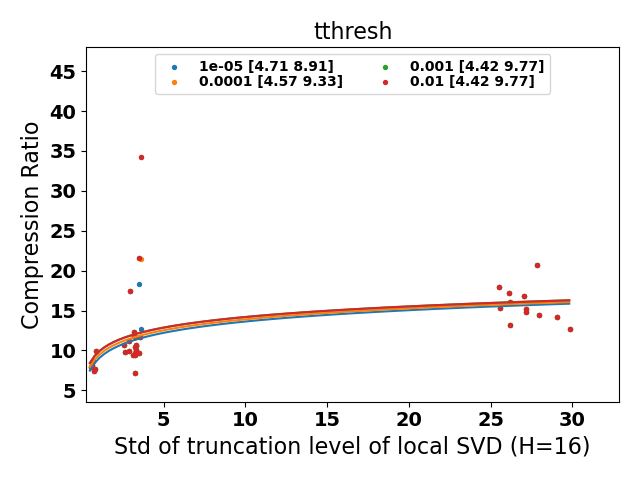 tthresh
1e-05 [4.71 8.91]
0.0001 [4.57 9.33]
0.001 [4.42 9.77]
0.01 [4.42 9.77]
Compression Ratio
45
40
35
30
25
20
15
10
5
5 10 15 20 25 30
Std of truncation level of local SVD (H=16)